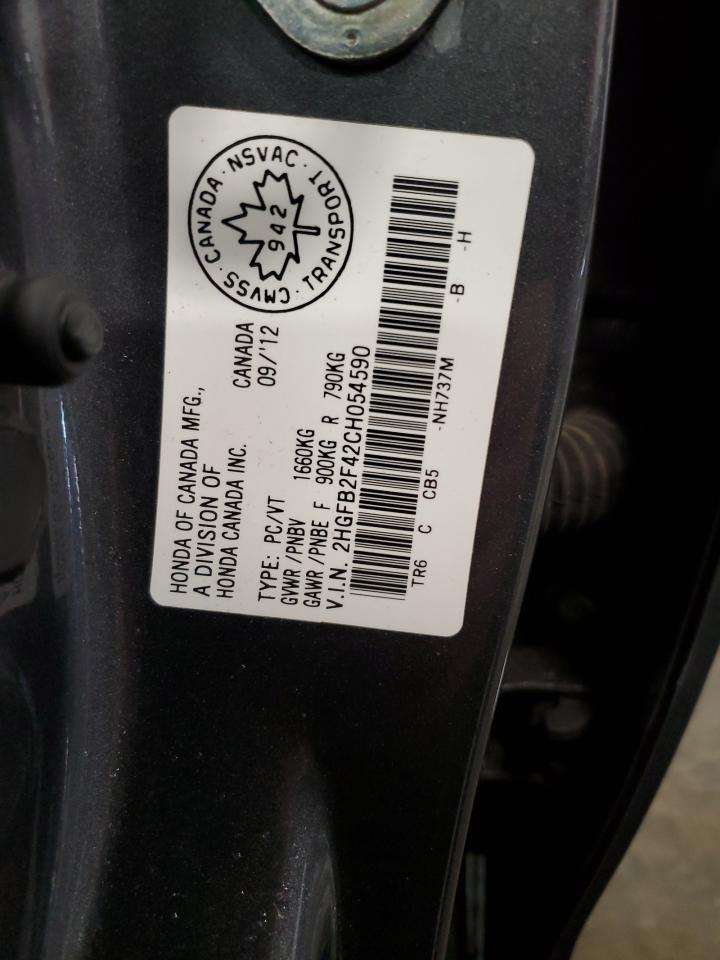 HONDA OF CANADA MFG.,
A DIVISION OF
HONDA CANADA INC.
CANADA
09/'12
CMVSS · CANADA · NSVAC · TRANSPORT ·
942
TYPE: PC/VT
GVWR /PNBV 1660KG
GAWR /PNBE F 900KG R 790KG
V.I.N. 2HGFB2F42CH054590
TR6 C CB5 -NH737M -B -H